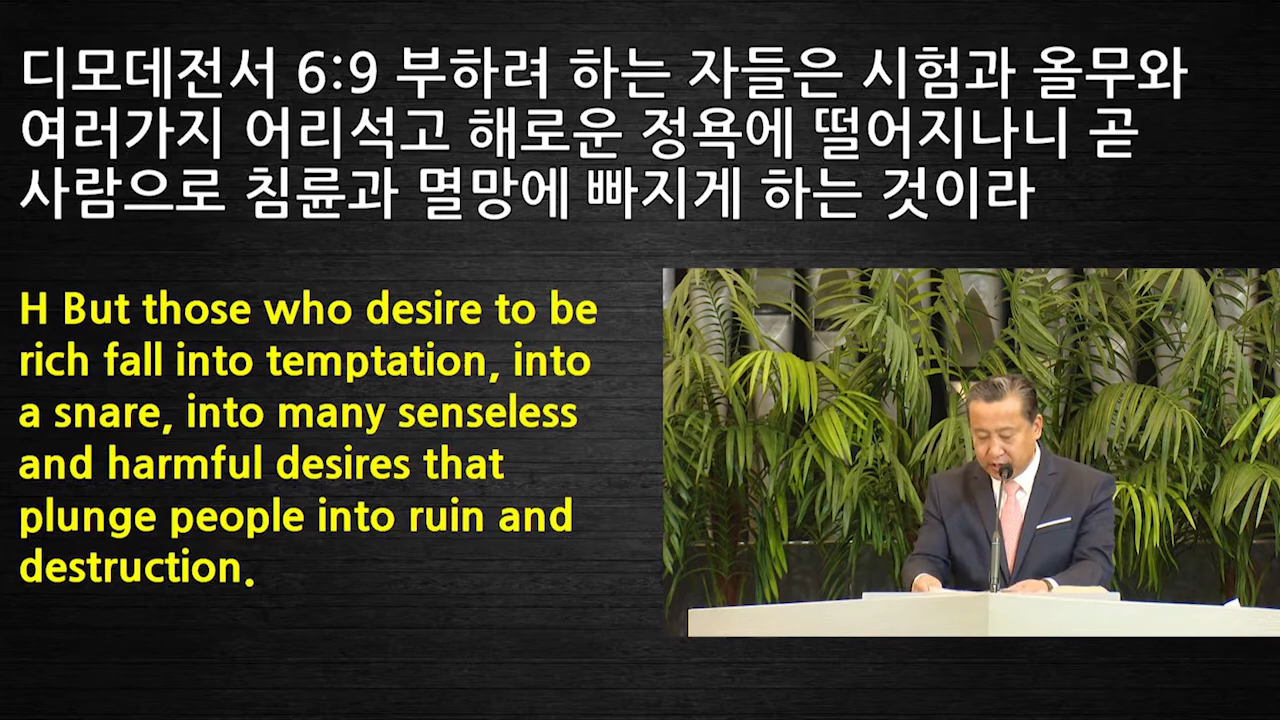 디모데전서 6:9 부하려 하는 자들은 시험과 올무와
여러가지 어리석고 해로운 정욕에 떨어지나니 곧
사람으로 침륜과 멸망에 빠지게 하는 것이라
H But those who desire to be
rich fall into temptation, into
a snare, into many senseless
and harmful desires that
plunge people into ruin and
destruction.